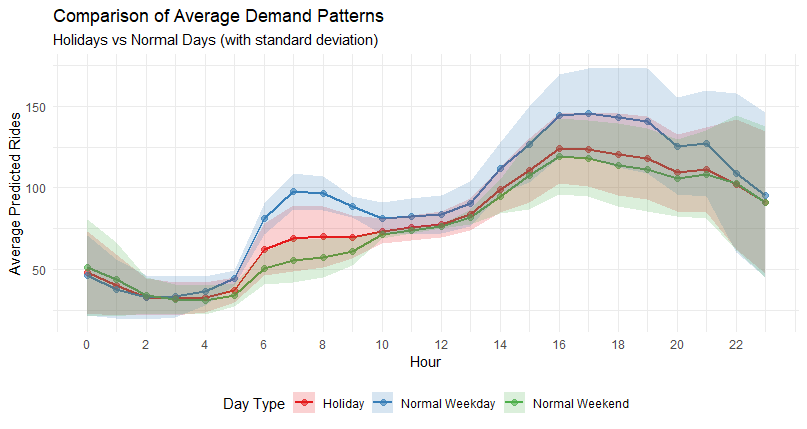 Comparison of Average Demand Patterns
Holidays vs Normal Days (with standard deviation)
Average Predicted Rides
150
100
50
0 2 4 6 8 10 12 14 16 18 20 22
Hour
Day Type Holiday Normal Weekday Normal Weekend